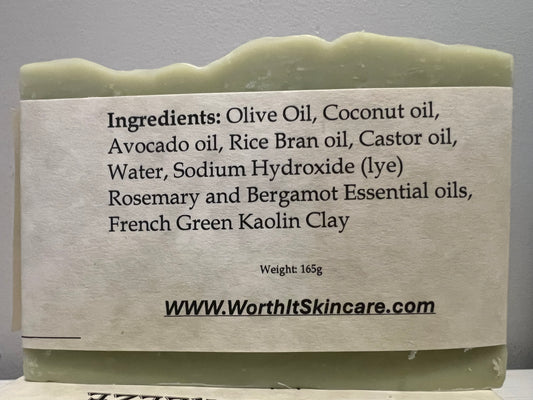 Ingredients: Olive Oil, Coconut oil,
Avocado oil, Rice Bran oil, Castor oil,
Water, Sodium Hydroxide (lye)
Rosemary and Bergamot Essential oils,
French Green Kaolin Clay
Weight: 165g
WWW.WorthItSkincare.com